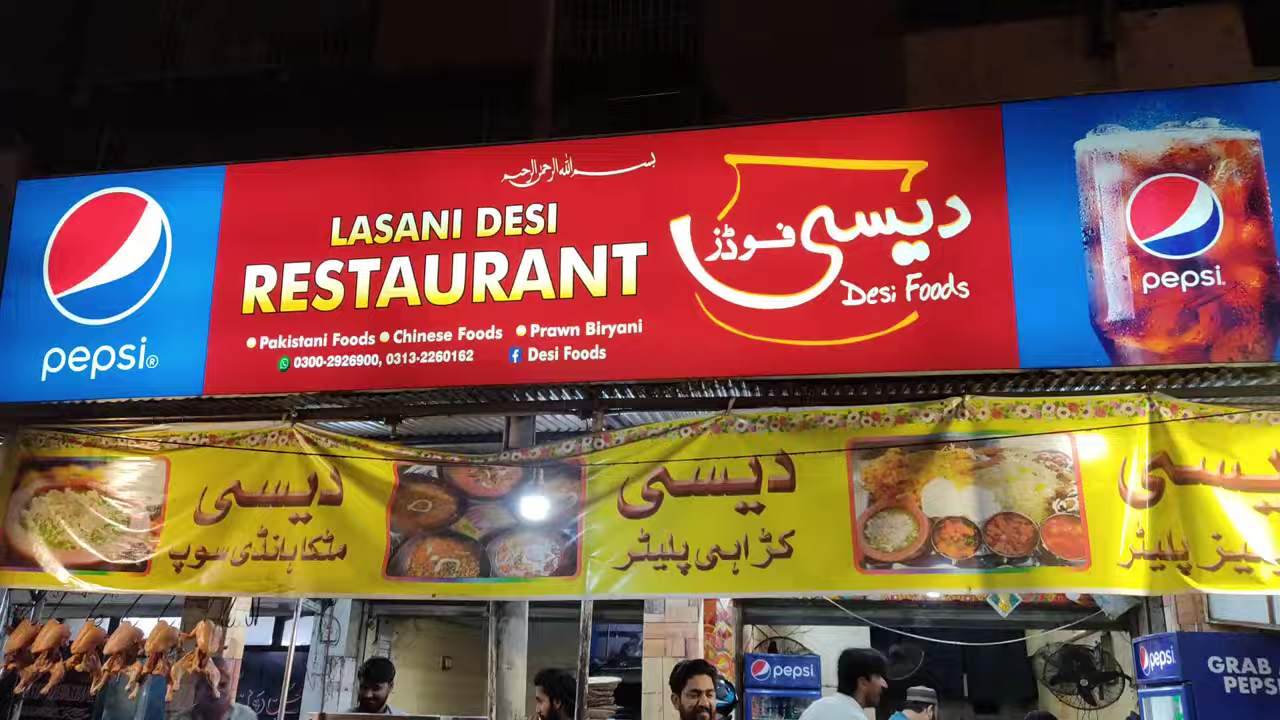 بسم الله الرحمن الرحيم
LASANI DESI
RESTAURANT
• Pakistani Foods • Chinese Foods • Prawn Biryani
0300-2926900, 0313-2260162 Desi Foods
دیسی
فوڈز
Desi Foods
pepsi®
pepsi
دیسی
مٹکا ہانڈی سوپ
دیسی
کڑاہی پلیٹر
دیسی
پلیٹر
pepsi
pepsi
GRAB
PEPS